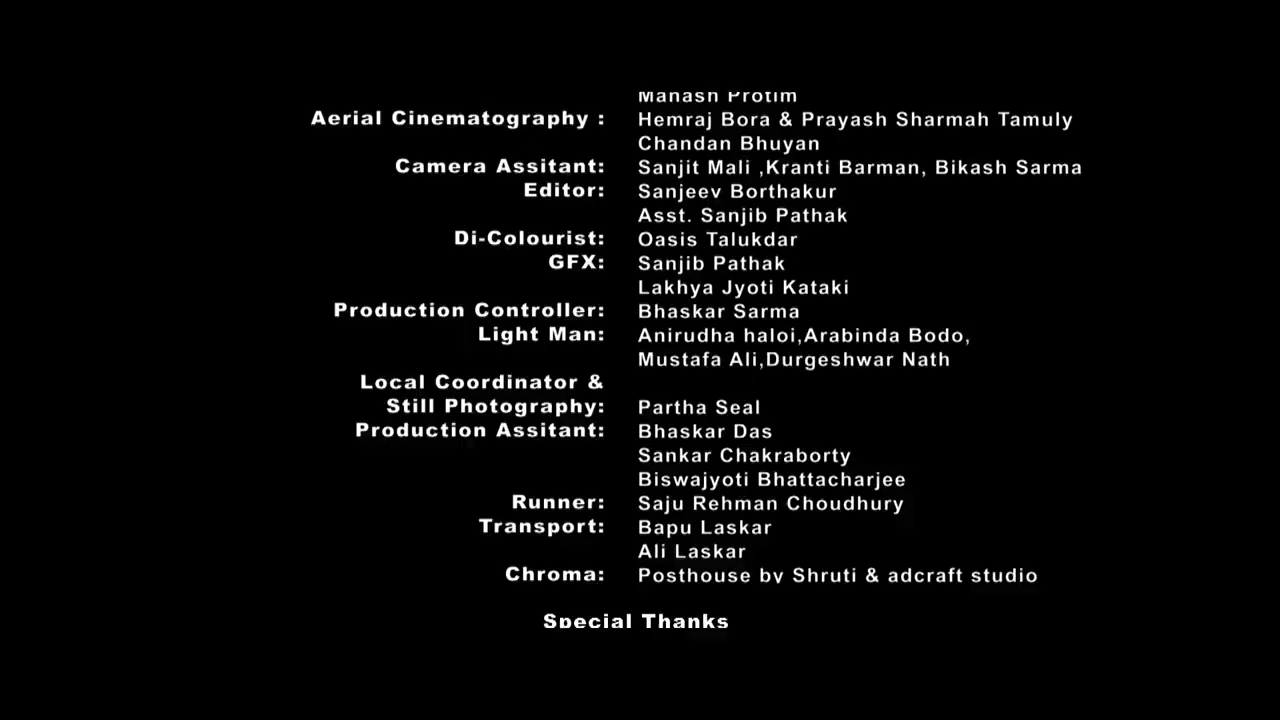 Manash Protim
Aerial Cinematography : Hemraj Bora & Prayash Sharmah Tamuly
Chandan Bhuyan
Camera Assitant: Sanjit Mali ,Kranti Barman, Bikash Sarma
Editor: Sanjeev Borthakur
Asst. Sanjib Pathak
Di-Colourist: Oasis Talukdar
GFX: Sanjib Pathak
Lakhya Jyoti Kataki
Production Controller: Bhaskar Sarma
Light Man: Anirudha haloi,Arabinda Bodo,
Mustafa Ali,Durgeshwar Nath
Local Coordinator &
Still Photography: Partha Seal
Production Assitant: Bhaskar Das
Sankar Chakraborty
Biswajyoti Bhattacharjee
Runner: Saju Rehman Choudhury
Transport: Bapu Laskar
Ali Laskar
Chroma: Posthouse by Shruti & adcraft studio
Special Thanks